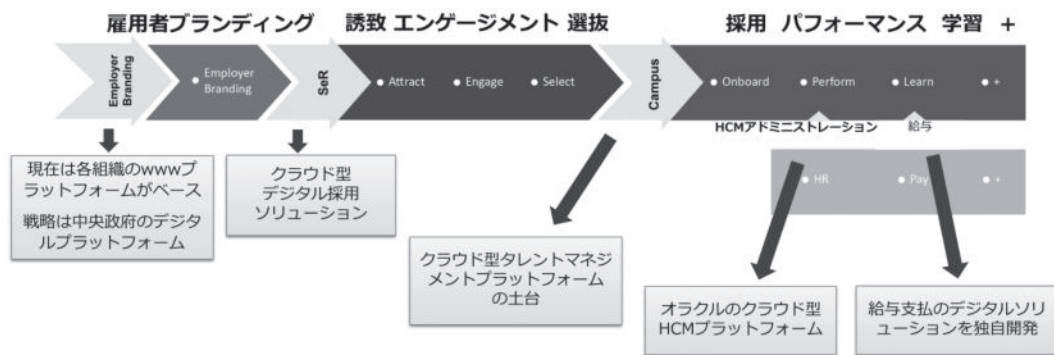 雇用者ブランディング
誘致 エンゲージメント 選抜
採用 パフォーマンス 学習 +
Employer
Branding
Employer
Branding
SeR
Attract
Engage
Select
Campus
Onboard
Perform
Learn
+
HCMアドミニストレーション
給与
HR
Pay
+
現在は各組織のwwwプ
ラットフォームがベース
戦略は中央政府のデジタ
ルプラットフォーム
クラウド型
デジタル採用
ソリューション
クラウド型タレントマネジ
メントプラットフォーム
の土台
オラクルのクラウド型
HCMプラットフォーム
給与支払のデジタルソリ
ューションを独自開発